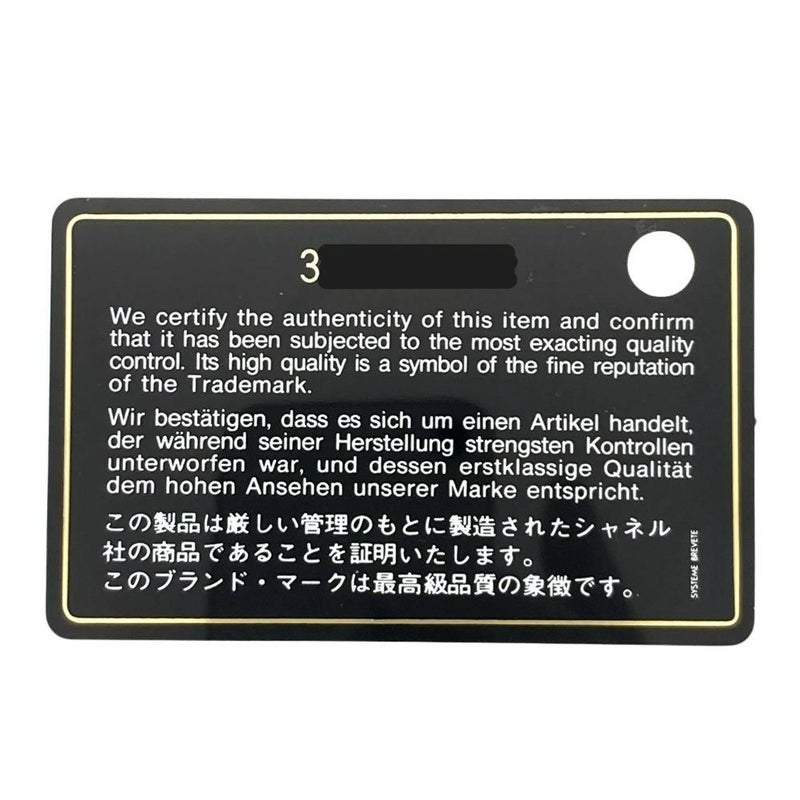 3
We certify the authenticity of this item and confirm
that it has been subjected to the most exacting quality
control. Its high quality is a symbol of the fine reputation
of the Trademark.
Wir bestätigen, dass es sich um einen Artikel handelt,
der während seiner Herstellung strengsten Kontrollen
unterworfen war, und dessen erstklassige Qualität
dem hohen Ansehen unserer Marke entspricht.
この製品は厳しい管理のもとに製造されたシャネル
社の商品であることを証明いたします。
このブランド・マークは最高級品質の象徴です。
SYSTEME BREVETE